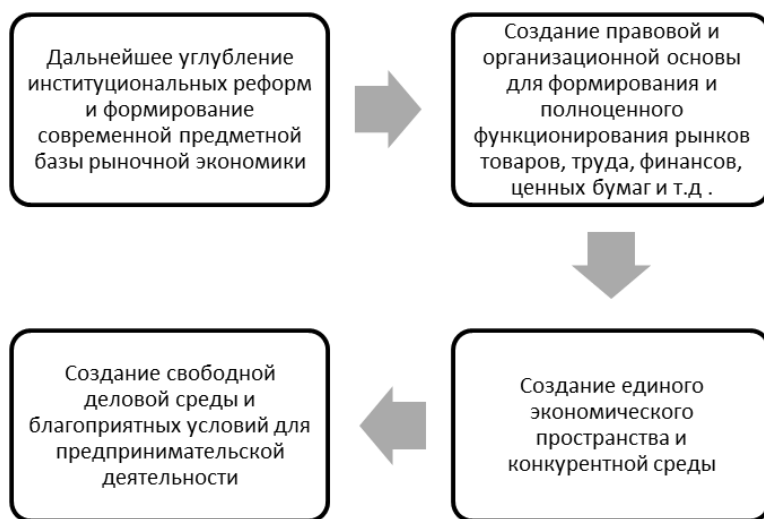 Дальнейшее углубление
институциональных реформ
и формирование
современной предметной
базы рыночной экономики
Создание правовой и
организационной основы
для формирования и
полноценного
функционирования рынков
товаров, труда, финансов,
ценных бумаг и т.д .
Создание единого
экономического
пространства и
конкурентной среды
Создание свободной
деловой среды и
благоприятных условий для
предпринимательской
деятельности